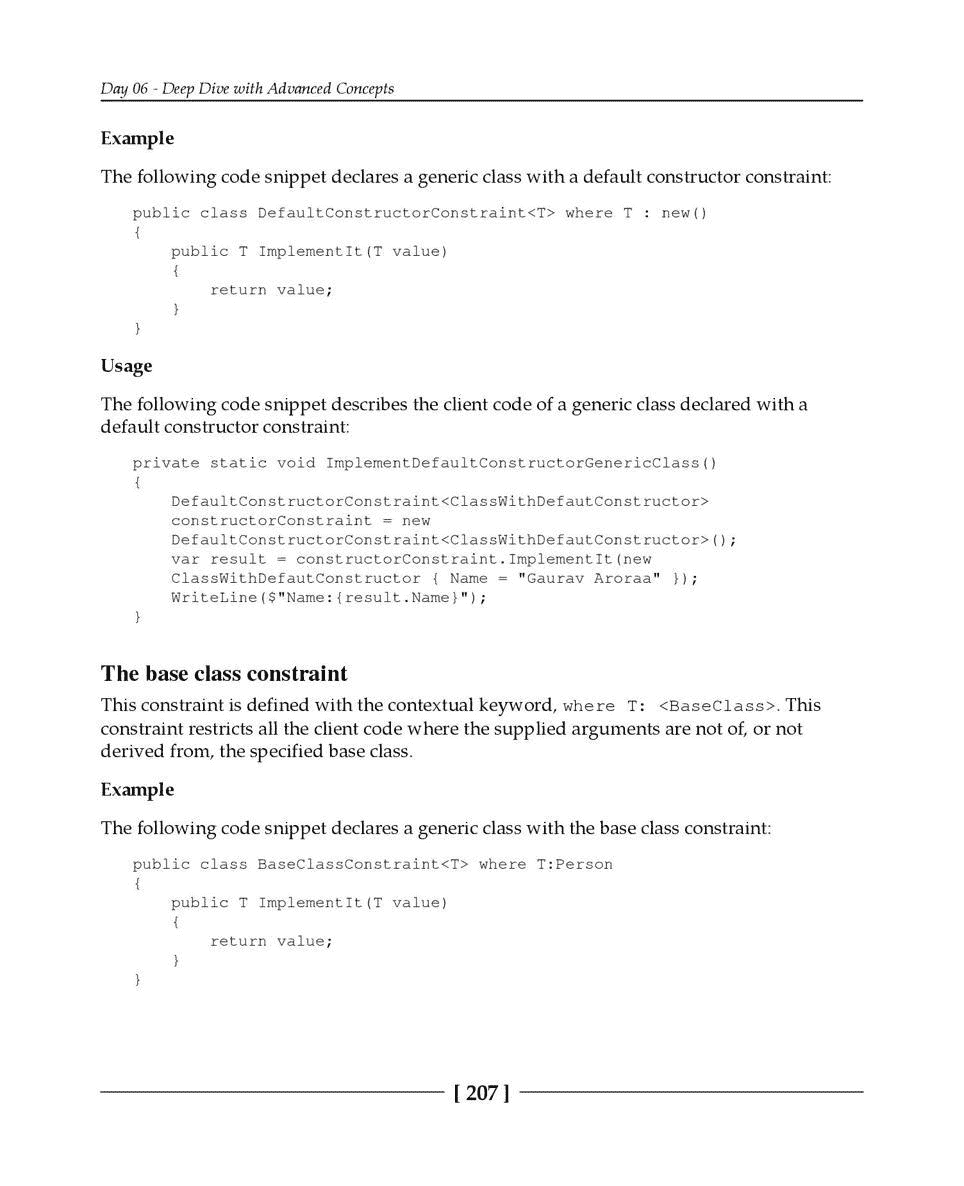 Day 06 - Deep Dive with Advanced Concepts
Example
The following code snippet declares a generic class with a default constructor constraint:
public class DefaultConstructorConstraint<T> where T : new()
{
public T ImplementIt(T value)
{
return value;
}
}
Usage
The following code snippet describes the client code of a generic class declared with a
default constructor constraint:
private static void ImplementDefaultConstructorGenericClass()
{
DefaultConstructorConstraint<ClassWithDefautConstructor>
constructorConstraint = new
DefaultConstructorConstraint<ClassWithDefautConstructor>();
var result = constructorConstraint.ImplementIt(new
ClassWithDefautConstructor { Name = "Gaurav Aroraa" });
WriteLine($"Name:{result.Name}");
}
The base class constraint
This constraint is defined with the contextual keyword, where T: <BaseClass>. This
constraint restricts all the client code where the supplied arguments are not of, or not
derived from, the specified base class.
Example
The following code snippet declares a generic class with the base class constraint:
public class BaseClassConstraint<T> where T:Person
{
public T ImplementIt(T value)
{
return value;
}
}
[ 207 ]